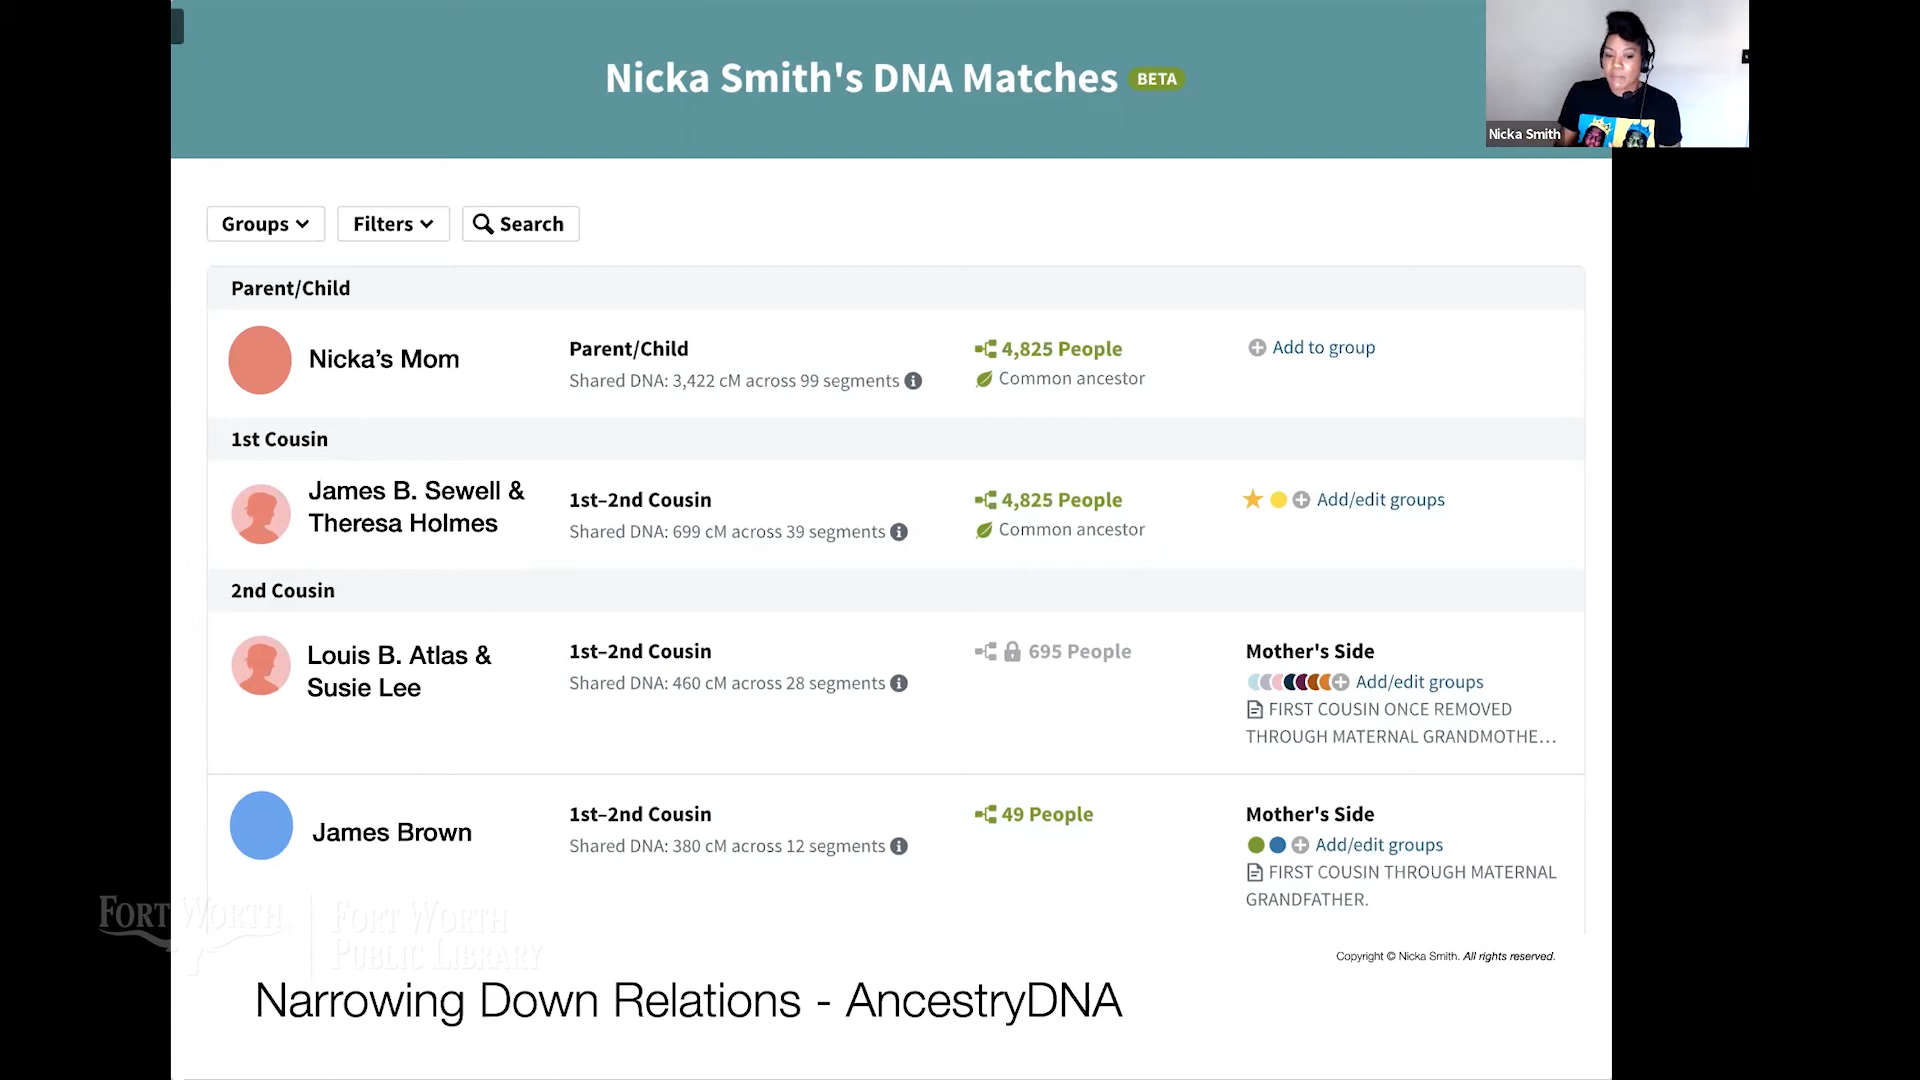 Nicka Smith's DNA Matches BETA
Nicka Smith
Groups
Filters
Search
Parent/Child
Nicka’s Mom
Parent/Child
Shared DNA: 3,422 cM across 99 segments
4,825 People
Common ancestor
Add to group
1st Cousin
James B. Sewell &
Theresa Holmes
1st–2nd Cousin
Shared DNA: 699 cM across 39 segments
4,825 People
Common ancestor
Add/edit groups
2nd Cousin
Louis B. Atlas &
Susie Lee
1st–2nd Cousin
Shared DNA: 460 cM across 28 segments
695 People
Mother's Side
Add/edit groups
FIRST COUSIN ONCE REMOVED
THROUGH MATERNAL GRANDMOTHE…
James Brown
1st–2nd Cousin
Shared DNA: 380 cM across 12 segments
49 People
Mother's Side
Add/edit groups
FIRST COUSIN THROUGH MATERNAL
GRANDFATHER.
FORT WORTH
FORT WORTH
PUBLIC LIBRARY
Copyright © Nicka Smith. All rights reserved.
Narrowing Down Relations - AncestryDNA